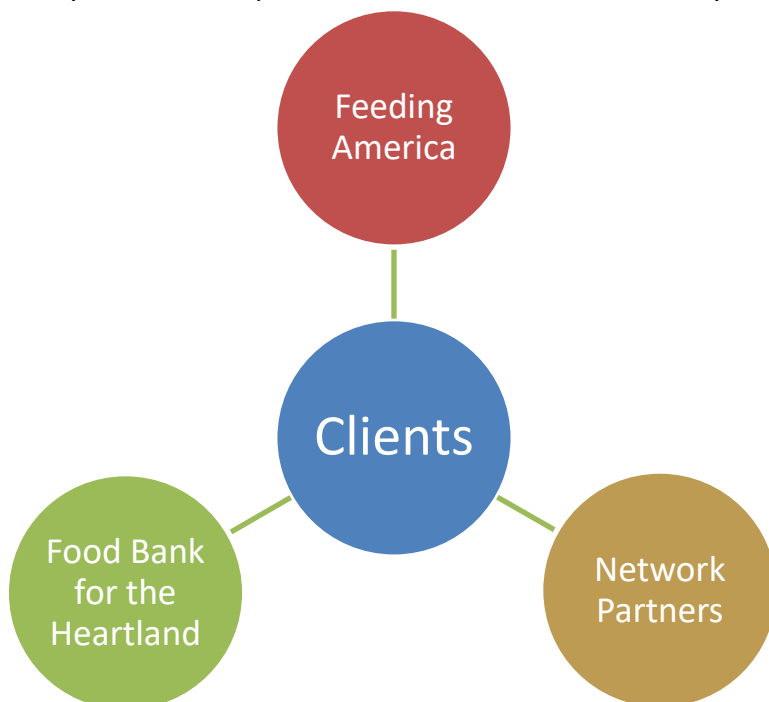 Feeding
America
Clients
Food Bank
for the
Heartland
Network
Partners